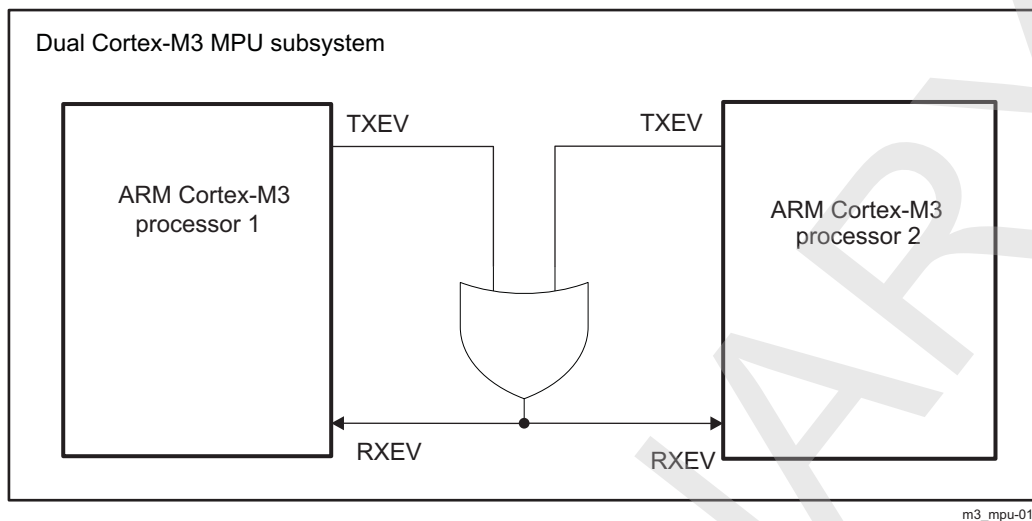 Dual Cortex-M3 MPU subsystem
TXEV
TXEV
ARM Cortex-M3
processor 1
ARM Cortex-M3
processor 2
RXEV
RXEV
m3_mpu-01